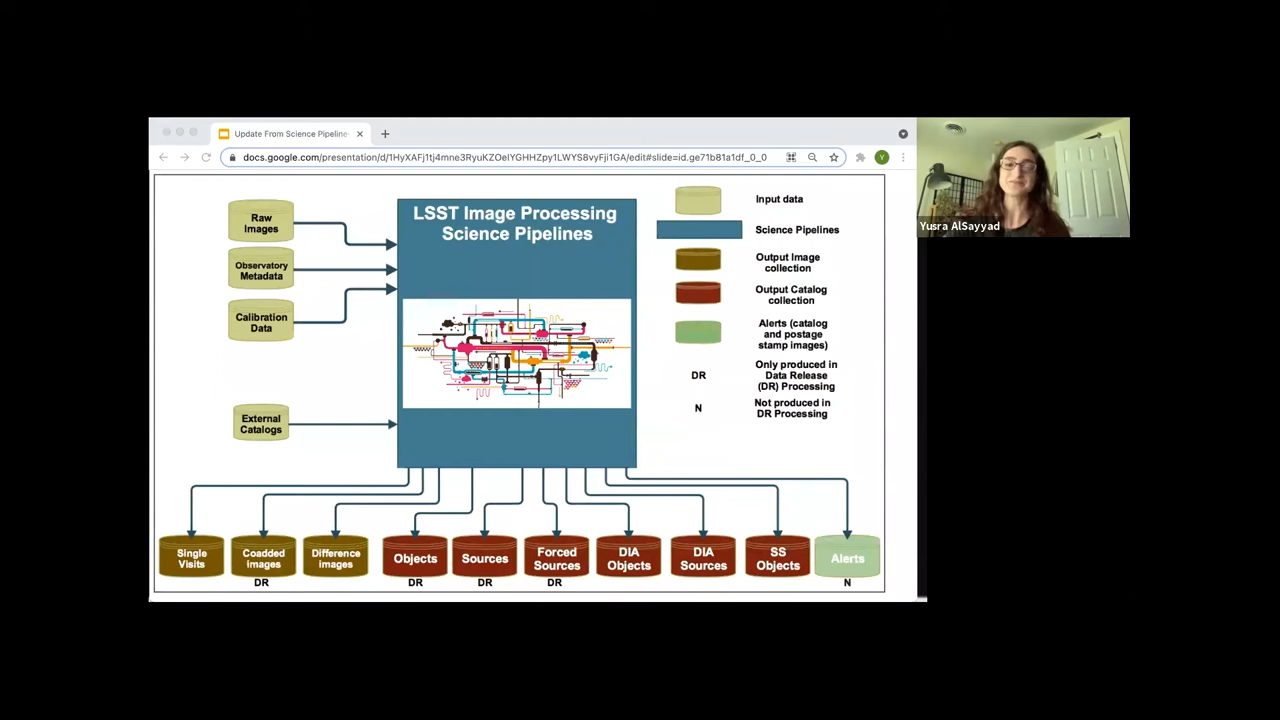 Update From Science Pipeline
docs.google.com/presentation/d/1HyXAFj1tj4mne3RyuKZOeIYGHHZpy1LWYS8vyFji1GA/edit#slide=id.ge71b81a1df_0_0
Y
LSST Image Processing
Science Pipelines
Raw
Images
Observatory
Metadata
Calibration
Data
External
Catalogs
Input data
Science Pipelines
Output Image
collection
Output Catalog
collection
Alerts (catalog
and postage
stamp images)
DR
Only produced in
Data Release
(DR) Processing
N
Not produced in
DR Processing
Single
Visits
Coadded
images
DR
Difference
images
Objects
DR
Sources
DR
Forced
Sources
DR
DIA
Objects
DIA
Sources
SS
Objects
Alerts
N
Yusra AlSayyad